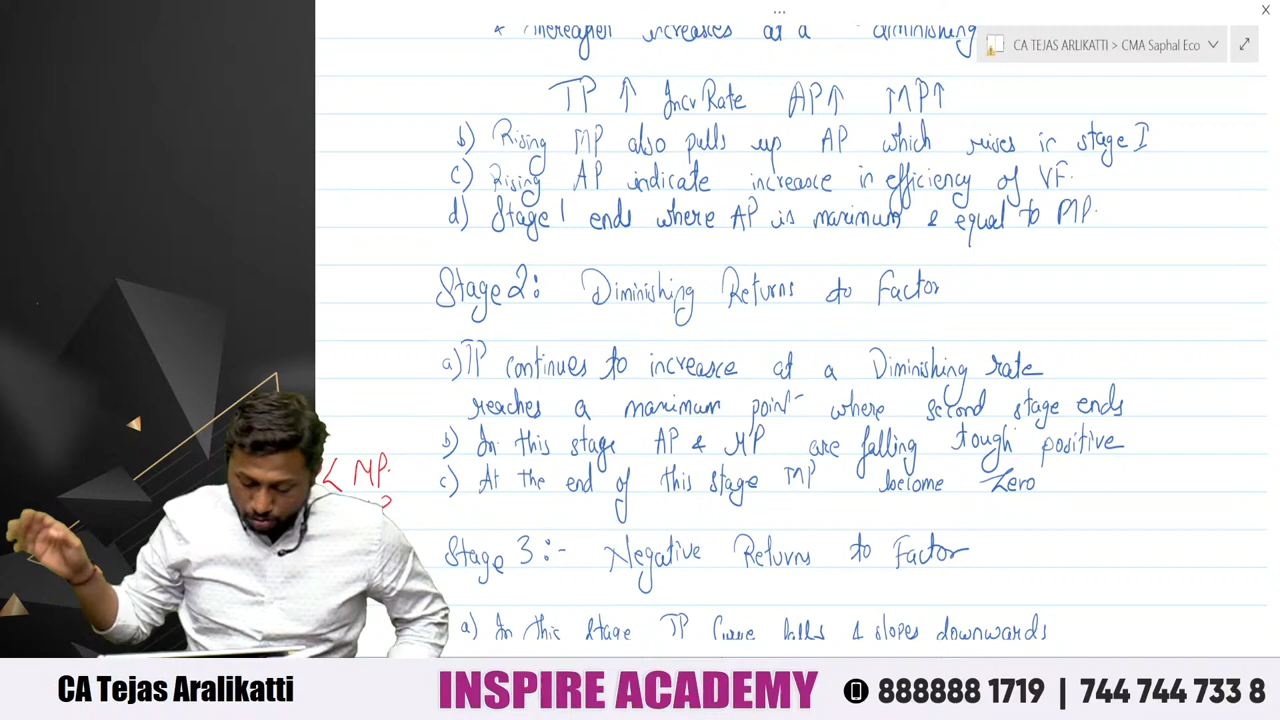 & thereafter increases at a diminishing
CA TEJAS ARLIKATTI > CMA Saphal Eco
TP ↑ Incr Rate AP↑ MP↑
b) Rising MP also pulls up AP which rises in stage I
c) Rising AP indicate increase in efficiency of VF.
d) Stage 1 ends where AP is maximum & equal to MP.
Stage 2: Diminishing Returns to Factor
a) TP continues to increase at a Diminishing rate
reaches a maximum point where second stage ends
b) In this stage AP & MP are falling tough positive
< MP.
c) At the end of this stage MP become Zero
Stage 3:- Negative Returns to Factor
a) In this stage TP Curve falls & slopes downwards
CA Tejas Aralikatti
INSPIRE ACADEMY
888888 1719 | 744 744 733 8